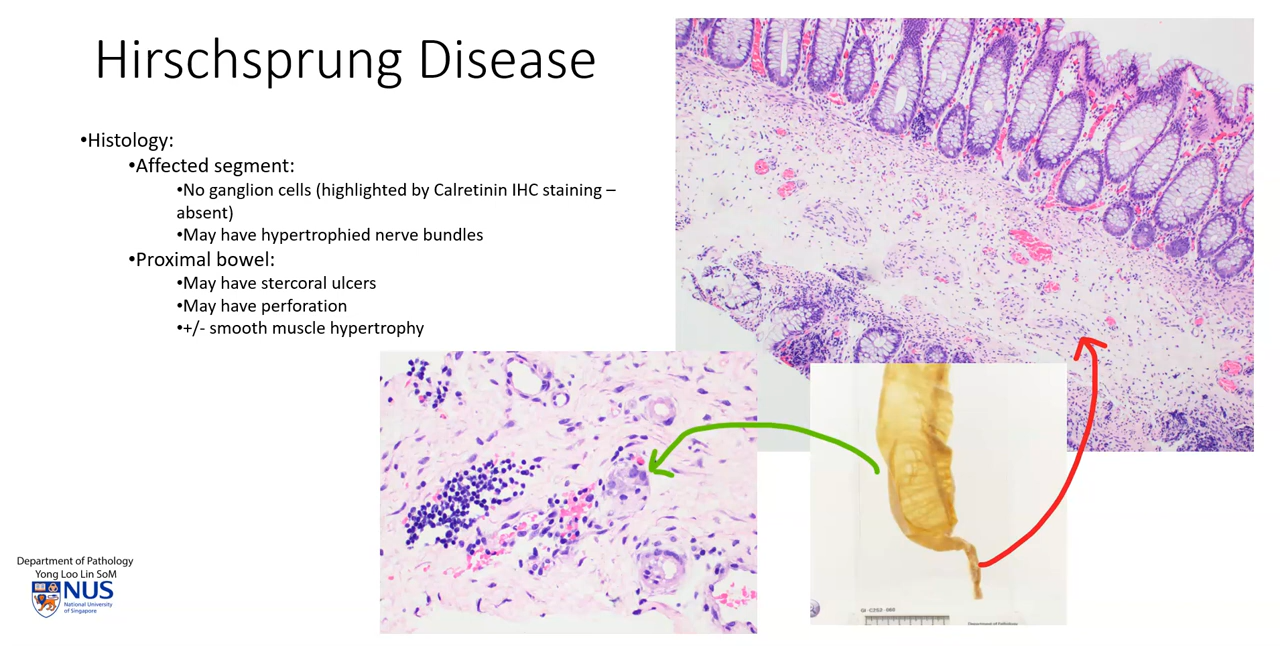 Hirschsprung Disease
•Histology:
•Affected segment:
•No ganglion cells (highlighted by Calretinin IHC staining –
absent)
•May have hypertrophied nerve bundles
•Proximal bowel:
•May have stercoral ulcers
•May have perforation
•+/- smooth muscle hypertrophy
Department of Pathology
Yong Loo Lin SoM
NUS
National University
of Singapore